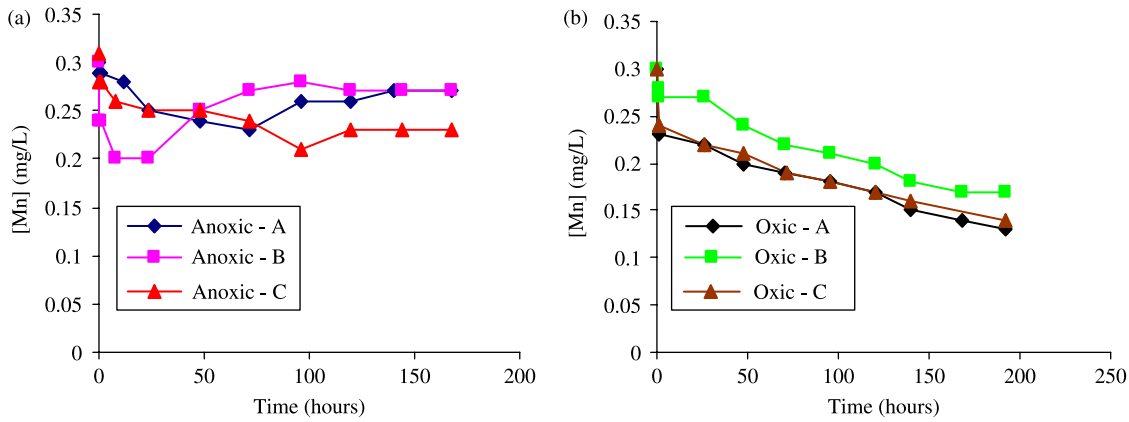 (a)
0.35
0.3
0.25
0.2
0.15
0.1
0.05
0
[Mn] (mg/L)
Anoxic - A
Anoxic - B
Anoxic - C
0
50
100
150
200
Time (hours)
(b)
0.35
0.3
0.25
0.2
0.15
0.1
0.05
0
[Mn] (mg/L)
Oxic - A
Oxic - B
Oxic - C
0
50
100
150
200
250
Time (hours)